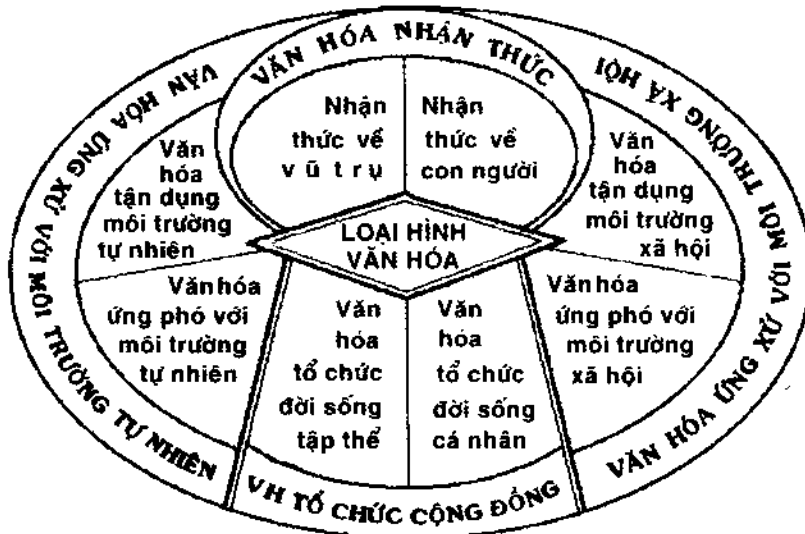 VĂN HÓA NHẬN THỨC
Nhận
thức về
vũ trụ
Nhận
thức về
con người
VĂN HÓA ỨNG XỬ VỚI MÔI TRƯỜNG TỰ NHIÊN
Văn
hóa
tận dụng
môi trường
tự nhiên
Văn hóa
ứng phó với
môi trường
tự nhiên
LOẠI HÌNH
VĂN HÓA
VĂN HÓA ỨNG XỬ VỚI MÔI TRƯỜNG XÃ HỘI
Văn
hóa
tận dụng
môi trường
xã hội
Văn hóa
ứng phó với
môi trường
xã hội
Văn
hóa
tổ chức
đời sống
tập thể
Văn
hóa
tổ chức
đời sống
cá nhân
VH TỔ CHỨC CỘNG ĐỒNG